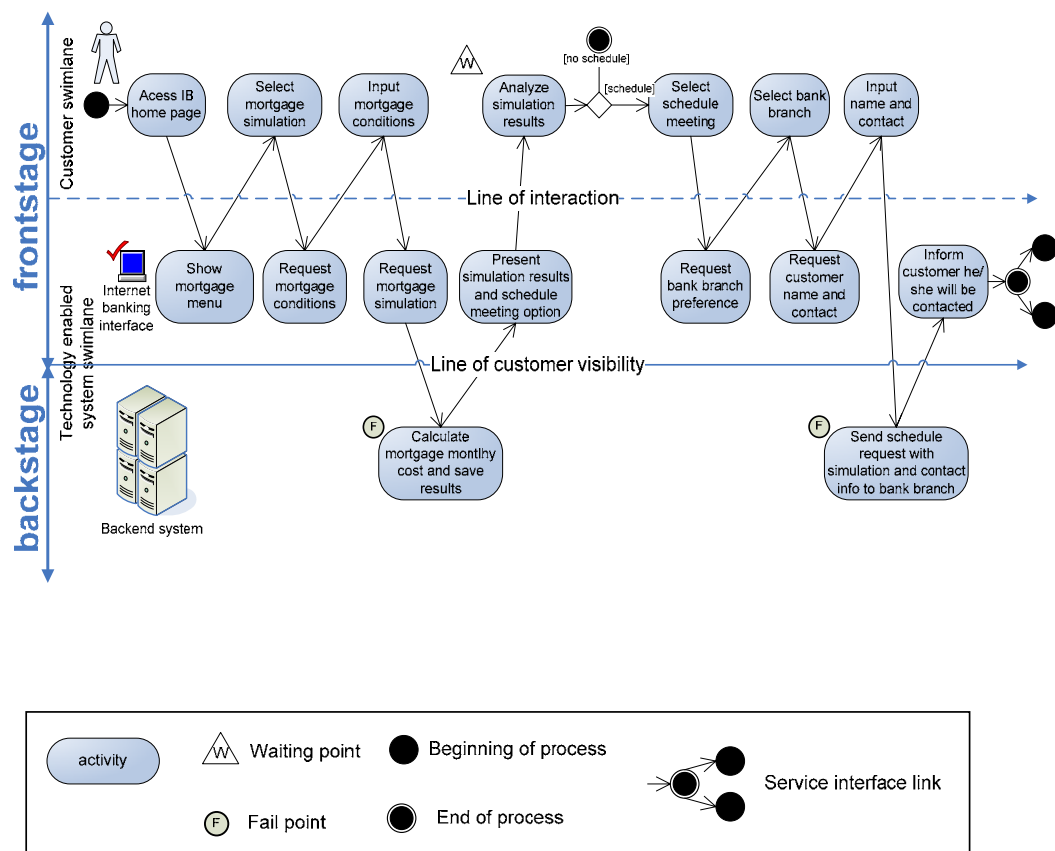 frontstage
backstage
Customer swimlane
Technology enabled
system swimlane
Acess IB
home page
Select
mortgage
simulation
Input
mortgage
conditions
W
Analyze
simulation
results
[no schedule]
[schedule]
Select
schedule
meeting
Select bank
branch
Input
name and
contact
Line of interaction
Internet
banking
interface
Show
mortgage
menu
Request
mortgage
conditions
Request
mortgage
simulation
Present
simulation results
and schedule
meeting option
Request
bank branch
preference
Request
customer
name and
contact
Inform
customer he/
she will be
contacted
Line of customer visibility
Backend system
F
Calculate
mortgage montlhy
cost and save
results
F
Send schedule
request with
simulation and contact
info to bank branch
activity
W
Waiting point
Beginning of process
Service interface link
F
Fail point
End of process